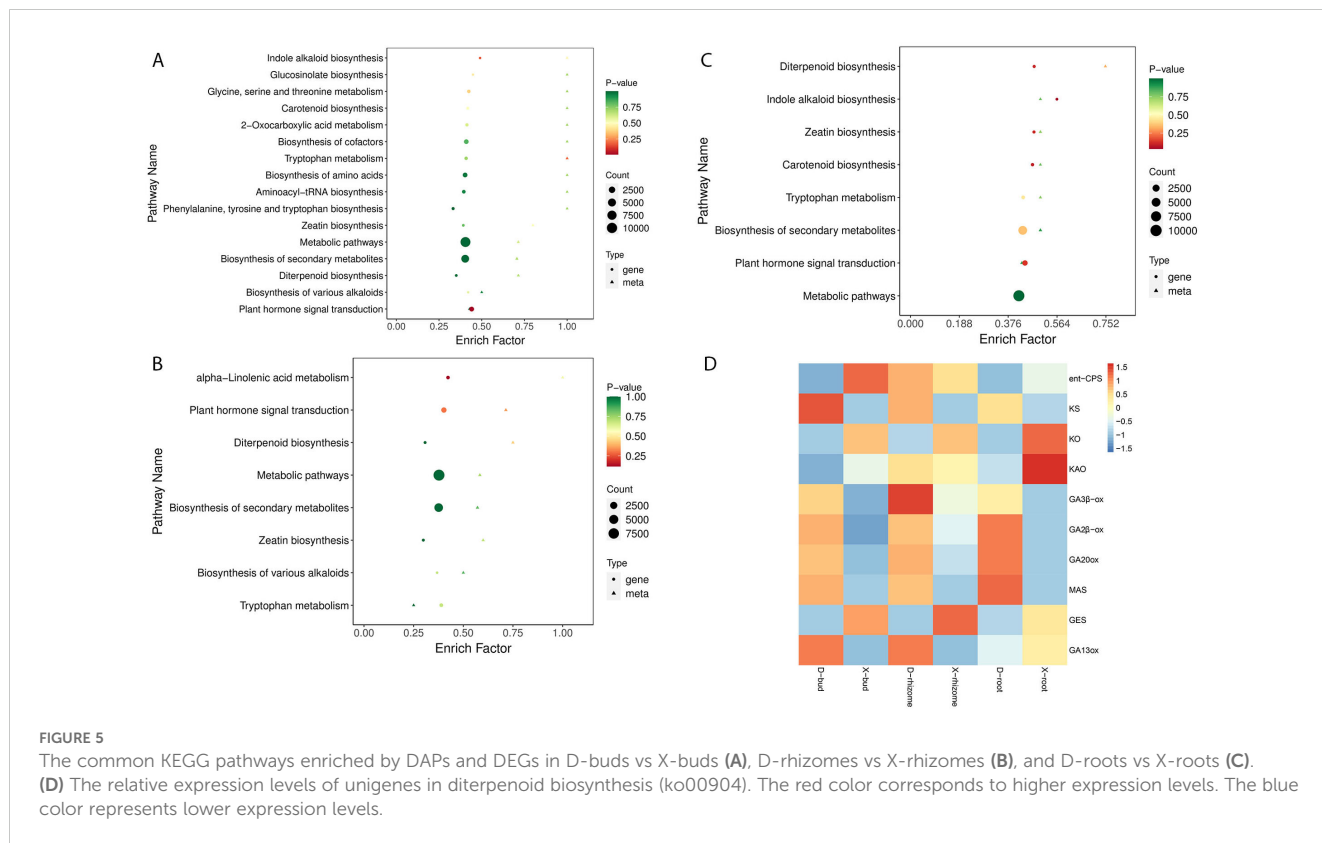 A
Pathway Name
Indole alkaloid biosynthesis
Glucosinolate biosynthesis
Glycine, serine and threonine metabolism
Carotenoid biosynthesis
2-Oxocarboxylic acid metabolism
Biosynthesis of cofactors
Tryptophan metabolism
Biosynthesis of amino acids
Aminoacyl-tRNA biosynthesis
Phenylalanine, tyrosine and tryptophan biosynthesis
Zeatin biosynthesis
Metabolic pathways
Biosynthesis of secondary metabolites
Diterpenoid biosynthesis
Biosynthesis of various alkaloids
Plant hormone signal transduction
0.00 0.25 0.50 0.75 1.00
Enrich Factor
P-value
0.75
0.50
0.25
Count
2500
5000
7500
10000
Type
gene
meta
C
Pathway Name
Diterpenoid biosynthesis
Indole alkaloid biosynthesis
Zeatin biosynthesis
Carotenoid biosynthesis
Tryptophan metabolism
Biosynthesis of secondary metabolites
Plant hormone signal transduction
Metabolic pathways
0.000 0.188 0.376 0.564 0.752
Enrich Factor
P-value
0.75
0.50
0.25
Count
2500
5000
7500
10000
Type
gene
meta
B
Pathway Name
alpha-Linolenic acid metabolism
Plant hormone signal transduction
Diterpenoid biosynthesis
Metabolic pathways
Biosynthesis of secondary metabolites
Zeatin biosynthesis
Biosynthesis of various alkaloids
Tryptophan metabolism
0.00 0.25 0.50 0.75 1.00
Enrich Factor
P-value
1.00
0.75
0.50
0.25
Count
2500
5000
7500
Type
gene
meta
D
ent-CPS
KS
KO
KAO
GA3β-ox
GA2β-ox
GA20ox
MAS
GES
GA13ox
D-bud
X-bud
D-rhizome
X-rhizome
D-root
X-root
1.5
1
0.5
0
-0.5
-1
-1.5
FIGURE 5
The common KEGG pathways enriched by DAPs and DEGs in D-buds vs X-buds (A), D-rhizomes vs X-rhizomes (B), and D-roots vs X-roots (C).
(D) The relative expression levels of unigenes in diterpenoid biosynthesis (ko00904). The red color corresponds to higher expression levels. The blue
color represents lower expression levels.